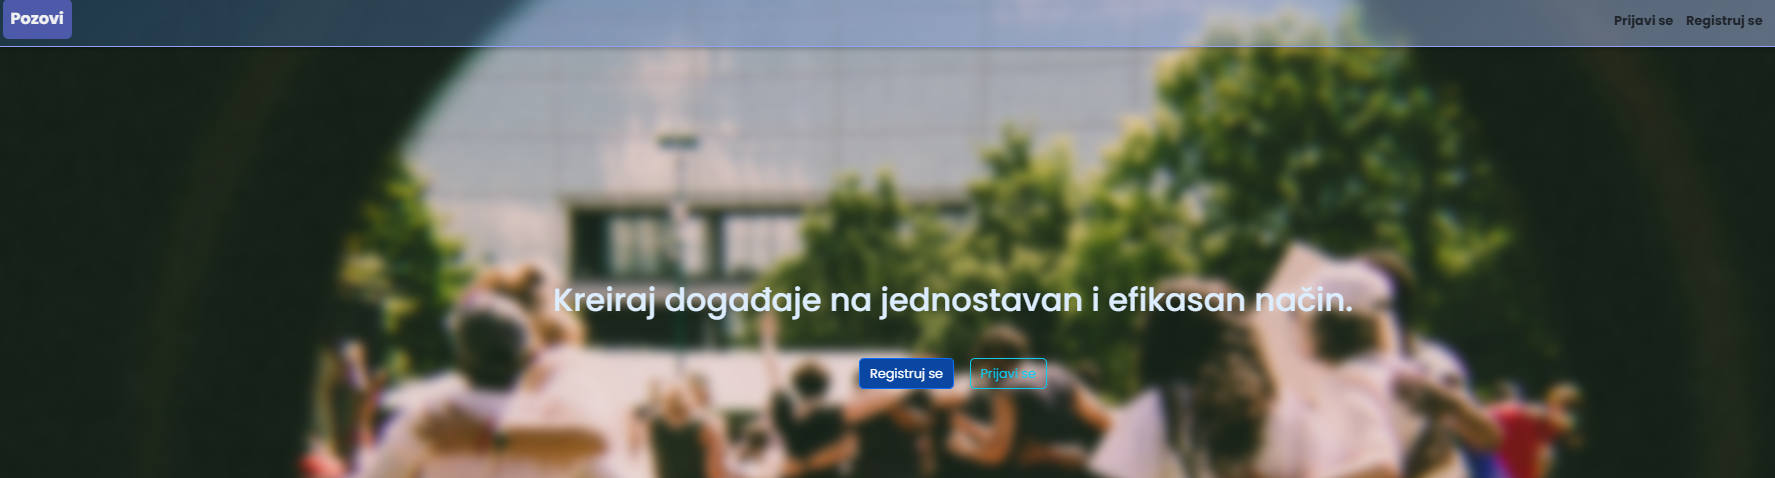 Pozovi
Prijavi se Registruj se
Kreiraj događaje na jednostavan i efikasan način.
Registruj se Prijavi se